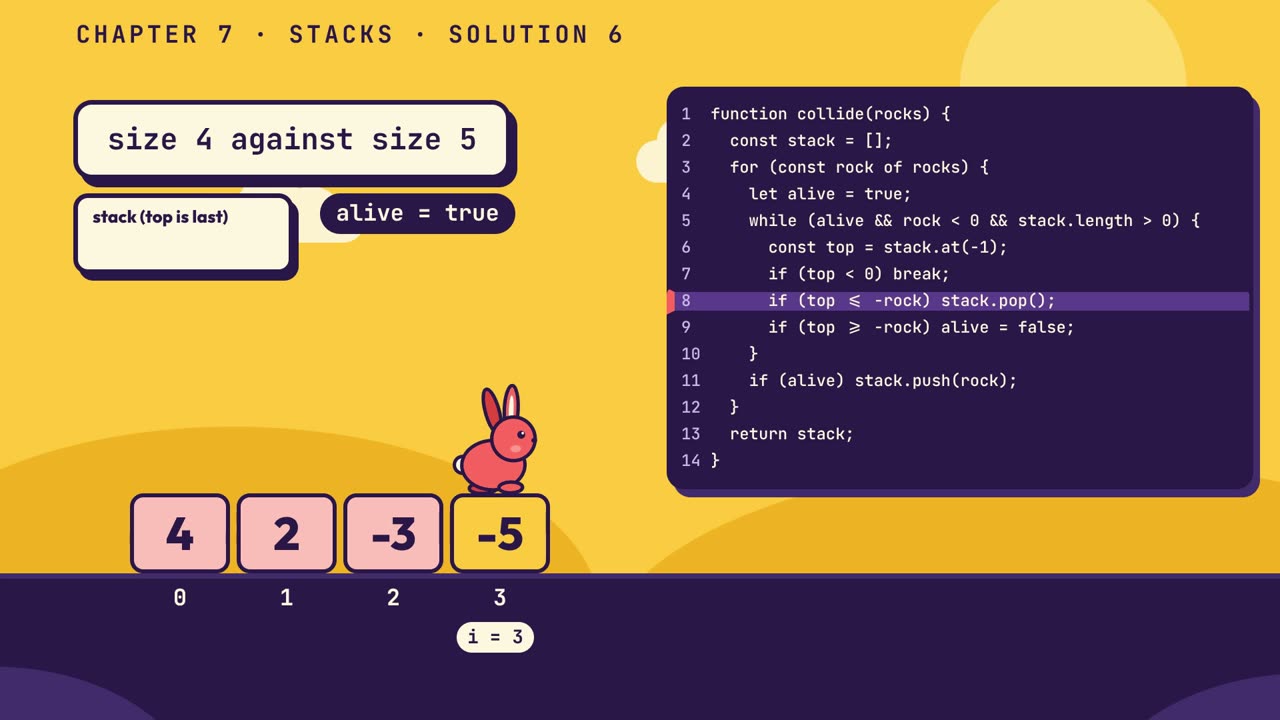 CHAPTER 7 · STACKS · SOLUTION 6
size 4 against size 5
stack (top is last)
alive = true
1 function collide(rocks) {
2 const stack = [];
3 for (const rock of rocks) {
4 let alive = true;
5 while (alive && rock < 0 && stack.length > 0) {
6 const top = stack.at(-1);
7 if (top < 0) break;
8 if (top ≤ -rock) stack.pop();
9 if (top ≥ -rock) alive = false;
10 }
11 if (alive) stack.push(rock);
12 }
13 return stack;
14 }
4 2 -3 -5
0 1 2 3
i = 3